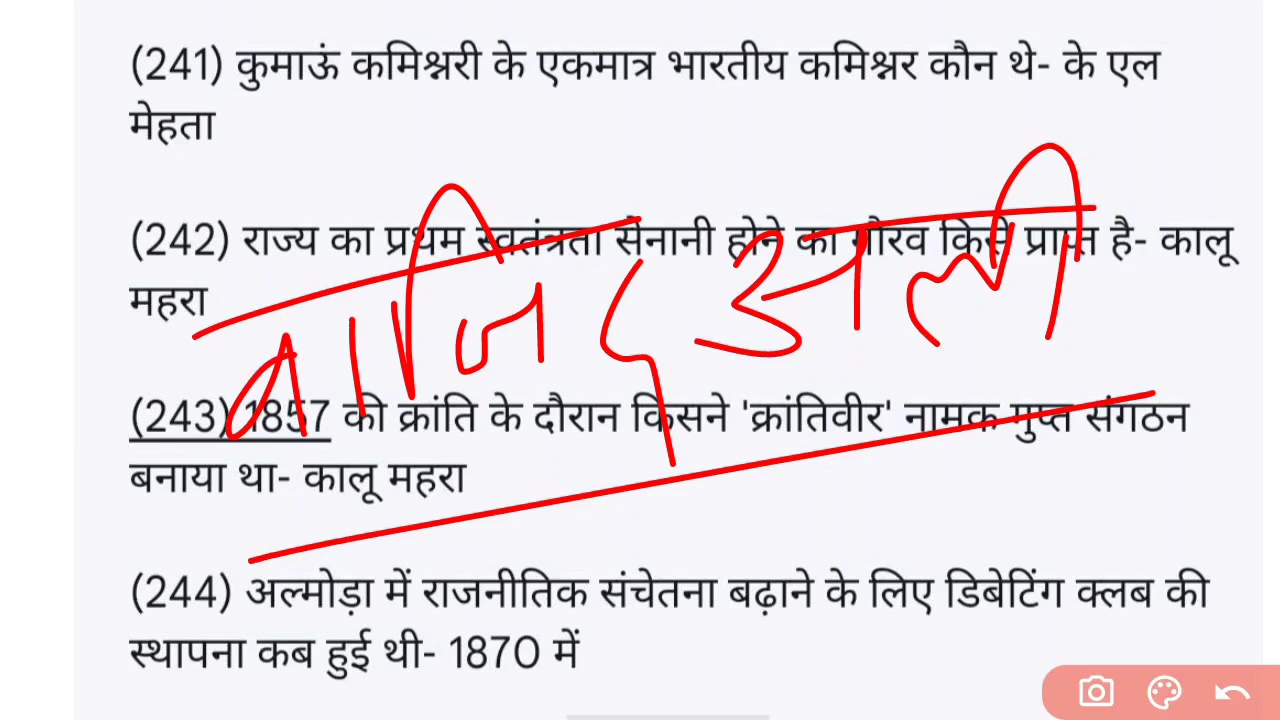 (241) कुमाऊं कमिश्नरी के एकमात्र भारतीय कमिश्नर कौन थे- के एल
मेहता
(242) राज्य का प्रथम स्वतंत्रता सेनानी होने का गौरव किसे प्राप्त है- कालू
महरा
वाजिद अली
(243) 1857 की क्रांति के दौरान किसने 'क्रांतिवीर' नामक गुप्त संगठन
बनाया था- कालू महरा
(244) अल्मोड़ा में राजनीतिक संचेतना बढ़ाने के लिए डिबेटिंग क्लब की
स्थापना कब हुई थी- 1870 में